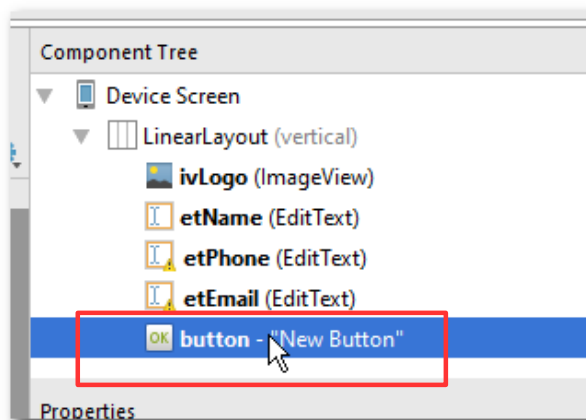 Component Tree
Device Screen
LinearLayout (vertical)
ivLogo (ImageView)
etName (EditText)
etPhone (EditText)
etEmail (EditText)
OK button - "New Button"
Properties